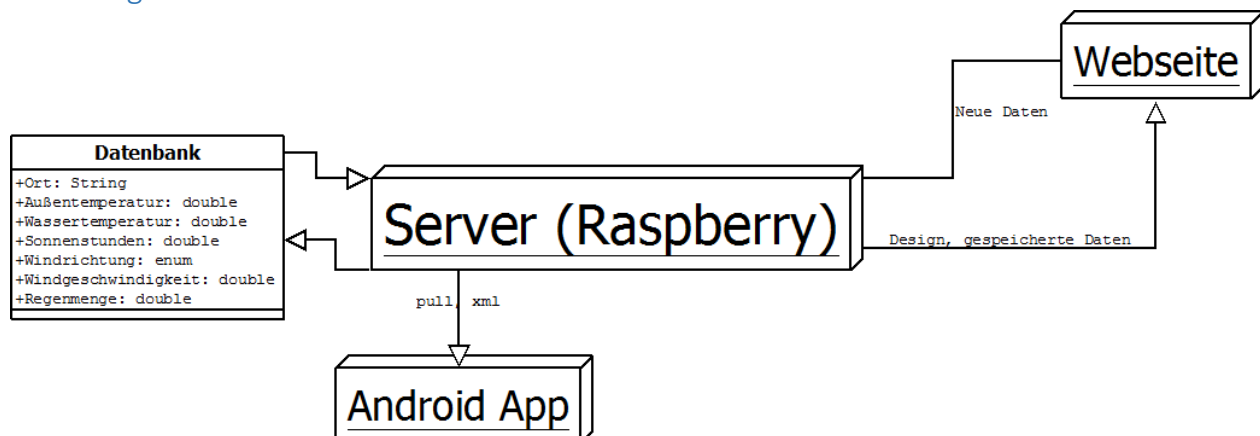 Webseite
Neue Daten
Datenbank
+Ort: String
+Außentemperatur: double
+Wassertemperatur: double
+Sonnenstunden: double
+Windrichtung: enum
+Windgeschwindigkeit: double
+Regenmenge: double
Server (Raspberry)
Design, gespeicherte Daten
pull, xml
Android App